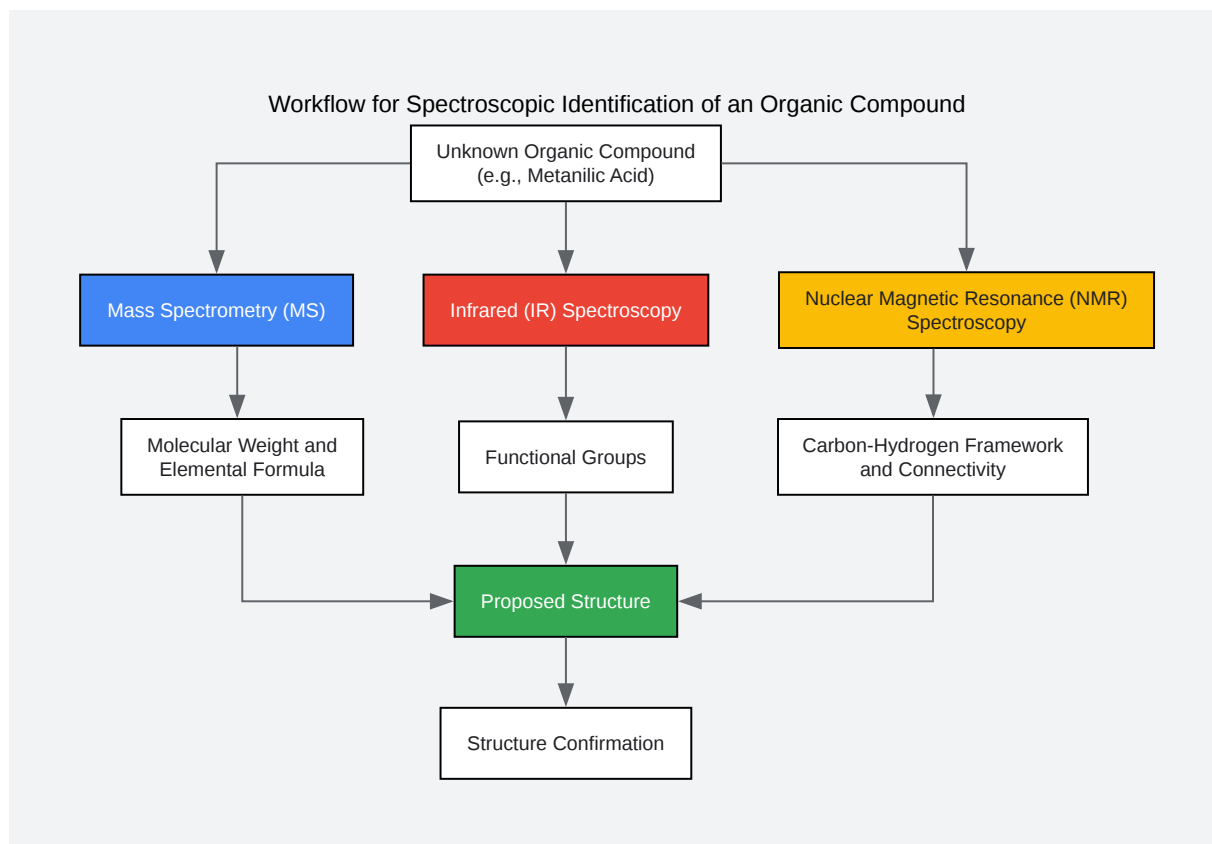 Workflow for Spectroscopic Identification of an Organic Compound
Unknown Organic Compound
(e.g., Metanilic Acid)
Mass Spectrometry (MS)
Infrared (IR) Spectroscopy
Nuclear Magnetic Resonance (NMR)
Spectroscopy
Molecular Weight and
Elemental Formula
Functional Groups
Carbon-Hydrogen Framework
and Connectivity
Proposed Structure
Structure Confirmation